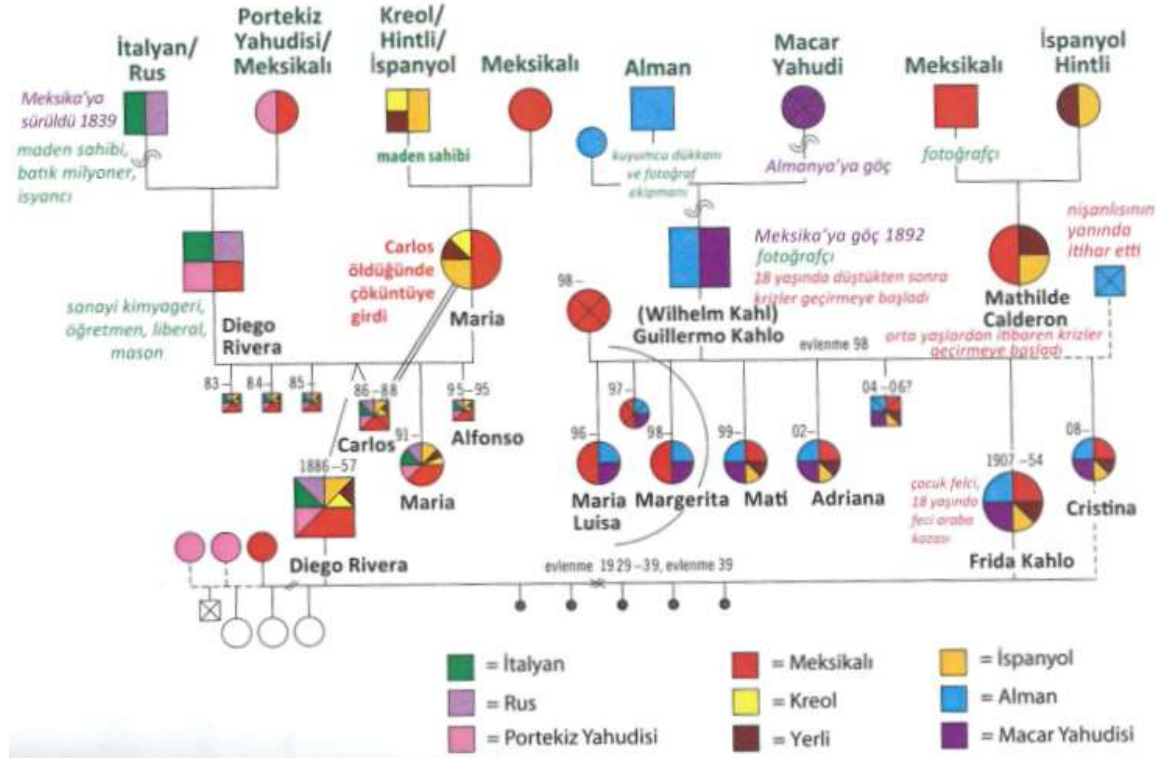 İtalyan/
Rus
Portekiz
Yahudisi/
Meksikalı
Kreol/
Hintli/
İspanyol
Meksikalı
Alman
Macar
Yahudi
Meksikalı
İspanyol
Hintli
Meksika'ya
sürüldü 1839
maden sahibi,
batık milyoner,
isyancı
maden sahibi
kuyumcu dükkanı
ve fotoğraf
ekipmanı
Almanya'ya göç
fotoğrafçı
nişanlısının
yanında
itihar etti
Carlos
öldüğünde
çöküntüye
girdi
Maria
sanayi kimyageri,
öğretmen, liberal,
mason
Diego
Rivera
98–
(Wilhelm Kahl)
Guillermo Kahlo
Meksika'ya göç 1892
fotoğrafçı
18 yaşında düştükten sonra
krizler geçirmeye başladı
Mathilde
Calderon
orta yaşlardan itibaren krizler
geçirmeye başladı
evlenme 98
83–
84–
85–
86–88
Carlos
91–
Maria
95–95
Alfonso
1886–57
Diego Rivera
96–
Maria
Luisa
97–
98–
Margerita
99–
Mati
02–
Adriana
04–06?
1907–54
çocuk felci,
18 yaşında
feci araba
kazası
Frida Kahlo
08–
Cristina
evlenme 1929–39, evlenme 39
= İtalyan
= Rus
= Portekiz Yahudisi
= Meksikalı
= Kreol
= Yerli
= İspanyol
= Alman
= Macar Yahudisi